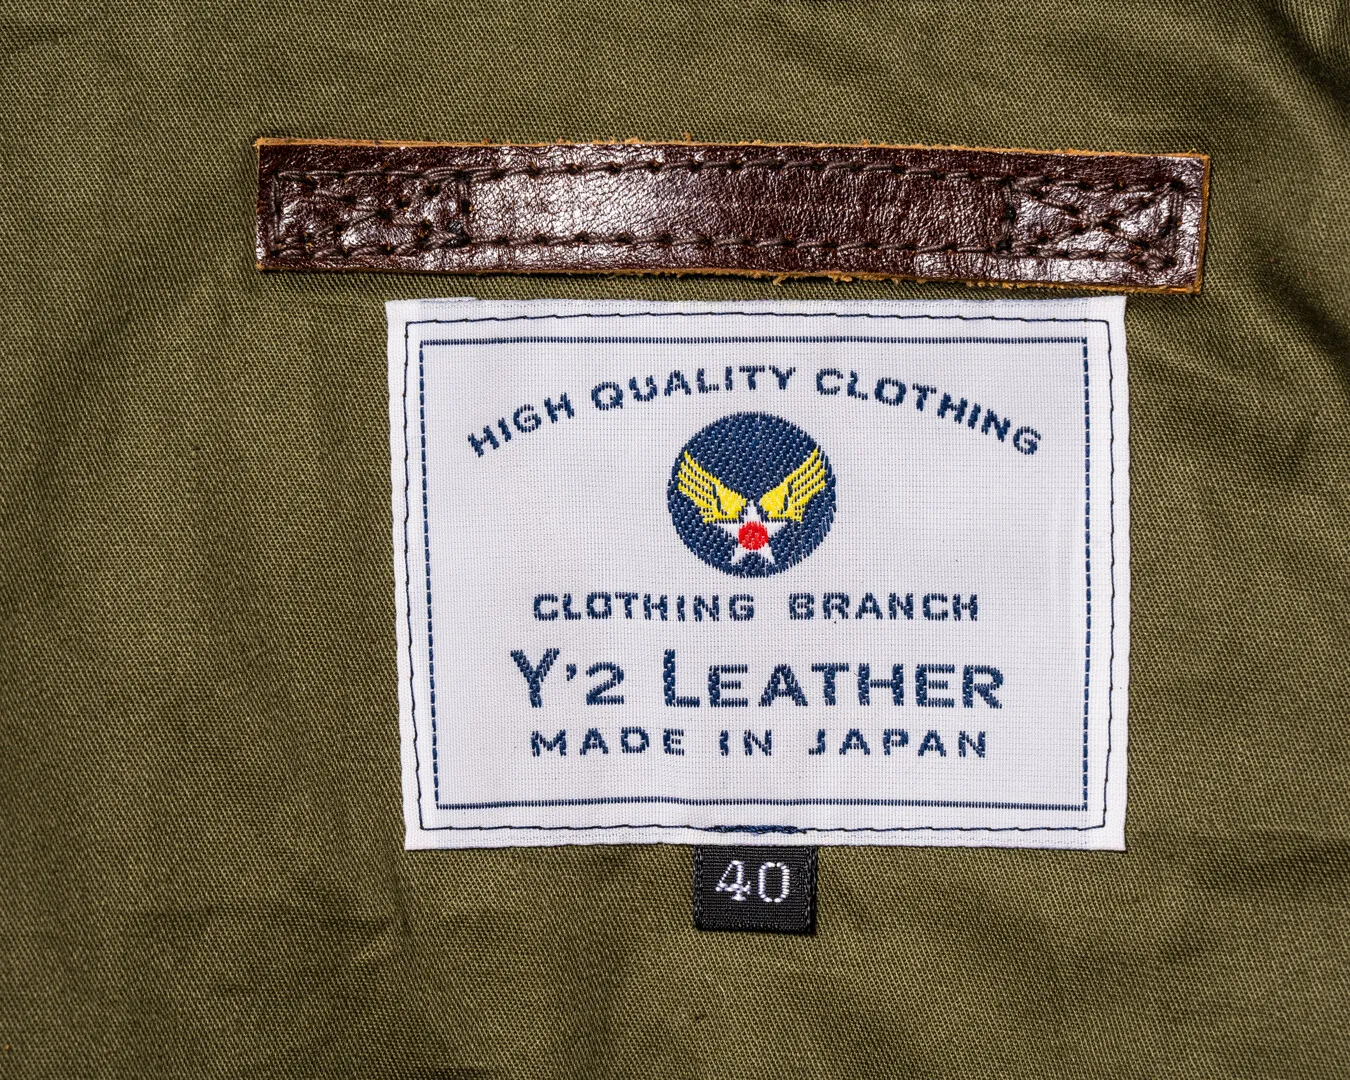 HIGH QUALITY CLOTHING
CLOTHING BRANCH
Y'2 LEATHER
MADE IN JAPAN
40